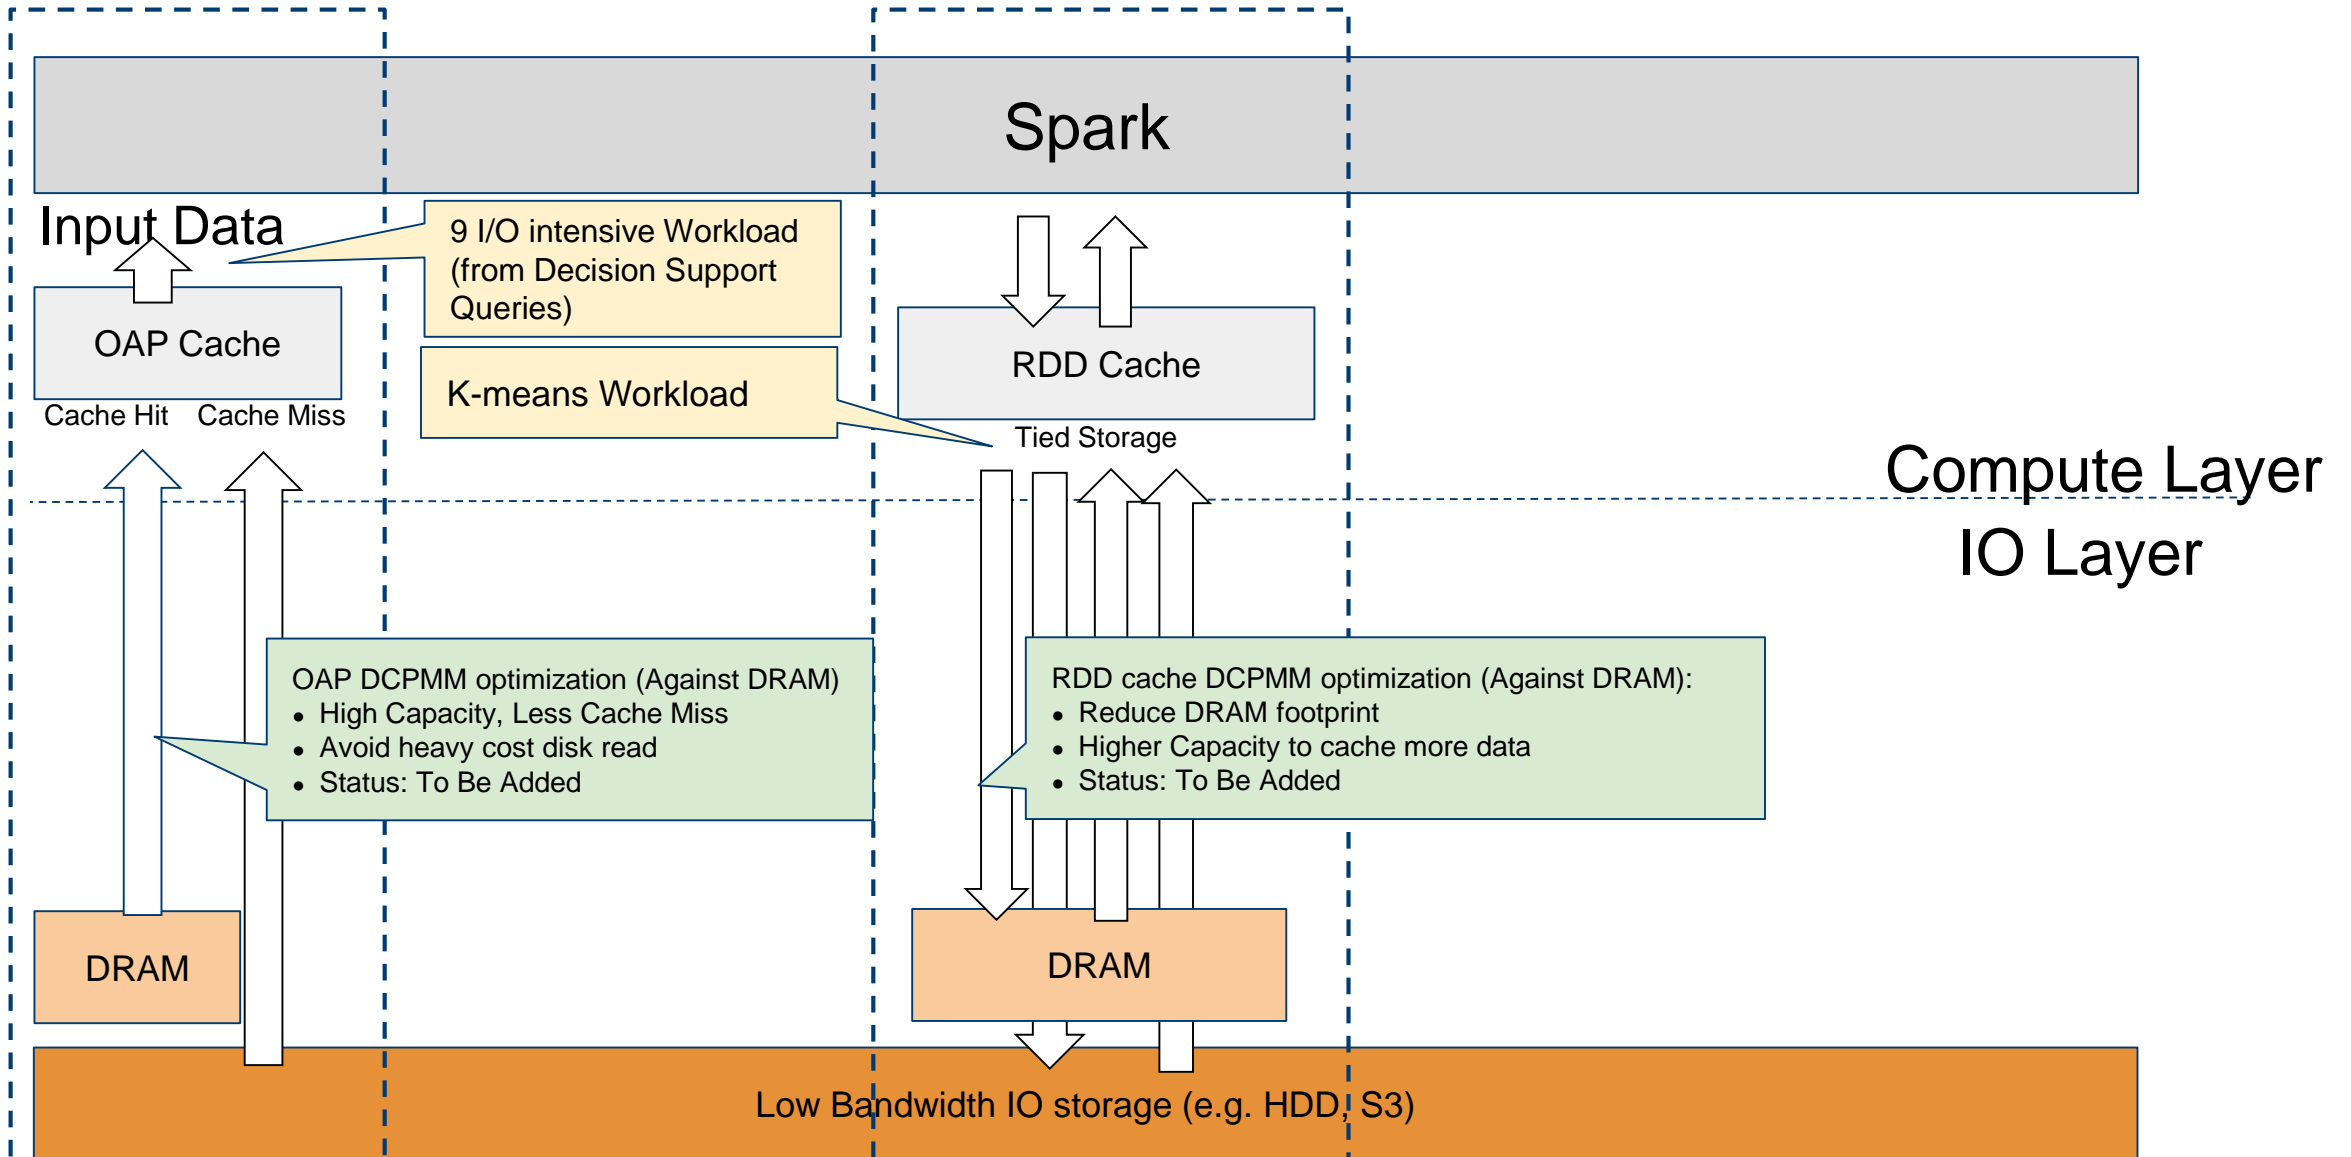 Spark
Input Data
9 I/O intensive Workload
(from Decision Support
Queries)
OAP Cache
RDD Cache
K-means Workload
Cache Hit
Cache Miss
Tied Storage
Compute Layer
IO Layer
OAP DCPMM optimization (Against DRAM)
● High Capacity, Less Cache Miss
● Avoid heavy cost disk read
● Status: To Be Added
RDD cache DCPMM optimization (Against DRAM):
● Reduce DRAM footprint
● Higher Capacity to cache more data
● Status: To Be Added
DRAM
DRAM
Low Bandwidth IO storage (e.g. HDD, S3)